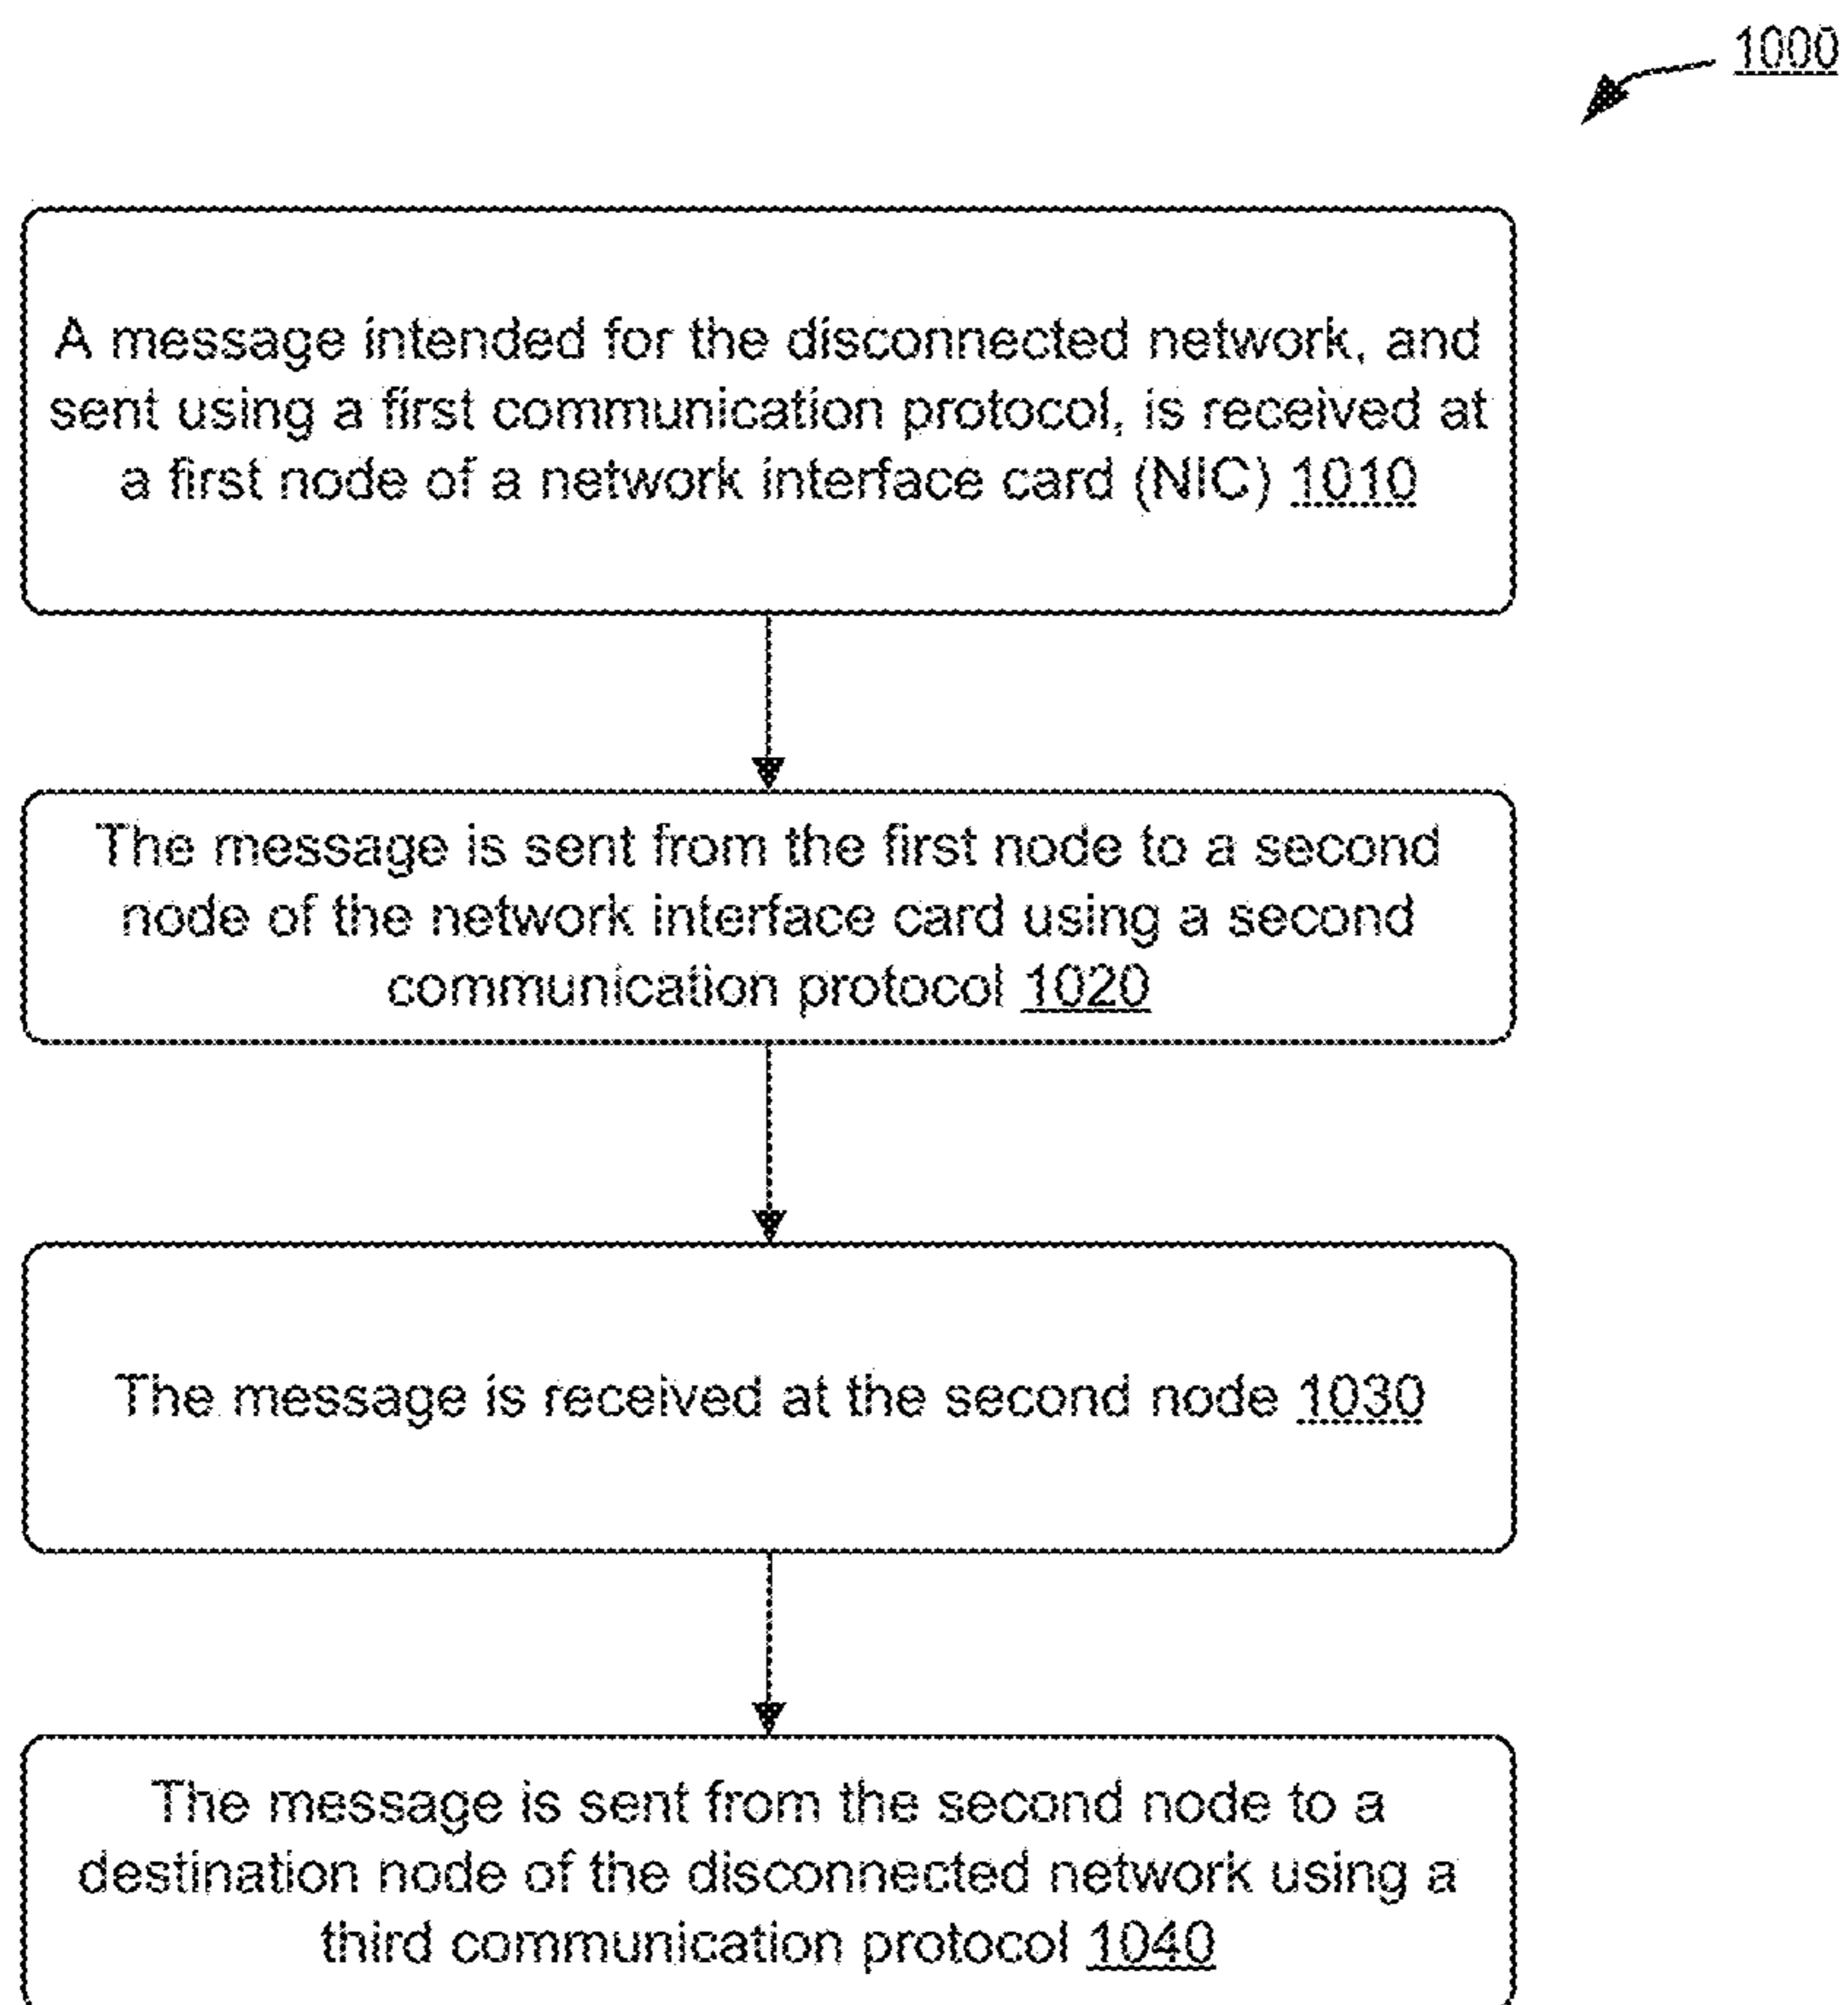 1000
A message intended for the disconnected network, and
sent using a first communication protocol, is received at
a first node of a network interface card (NIC) 1010
The message is sent from the first node to a second
node of the network interface card using a second
communication protocol 1020
The message is received at the second node 1030
The message is sent from the second node to a
destination node of the disconnected network using a
third communication protocol 1040